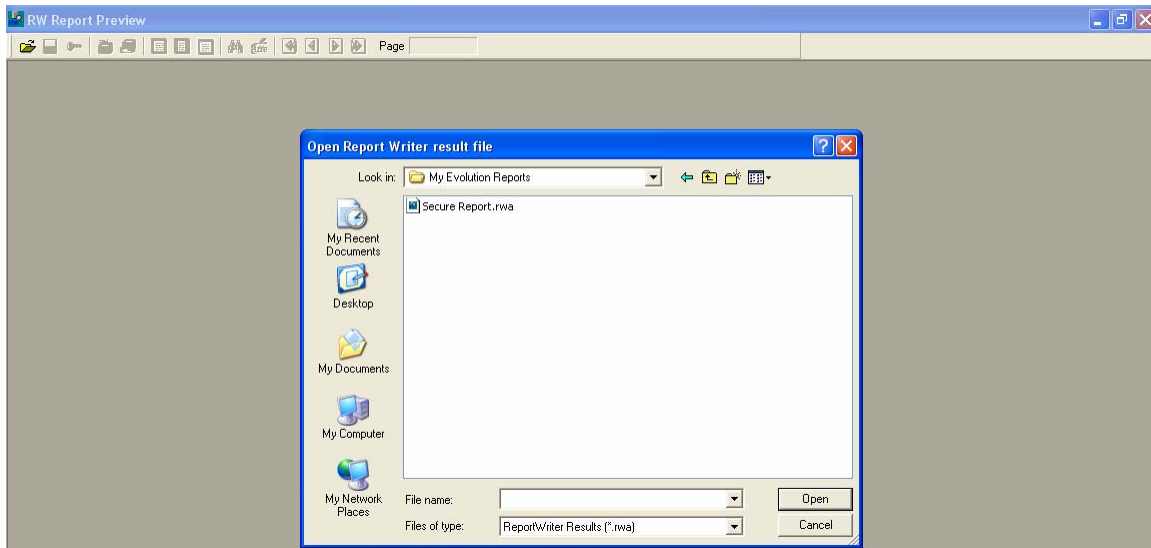 RW Report Preview
Page
Open Report Writer result file
Look in:
My Evolution Reports
Secure Report.rwa
My Recent
Documents
Desktop
My Documents
My Computer
My Network
Places
File name:
Open
Files of type:
ReportWriter Results (*.rwa)
Cancel